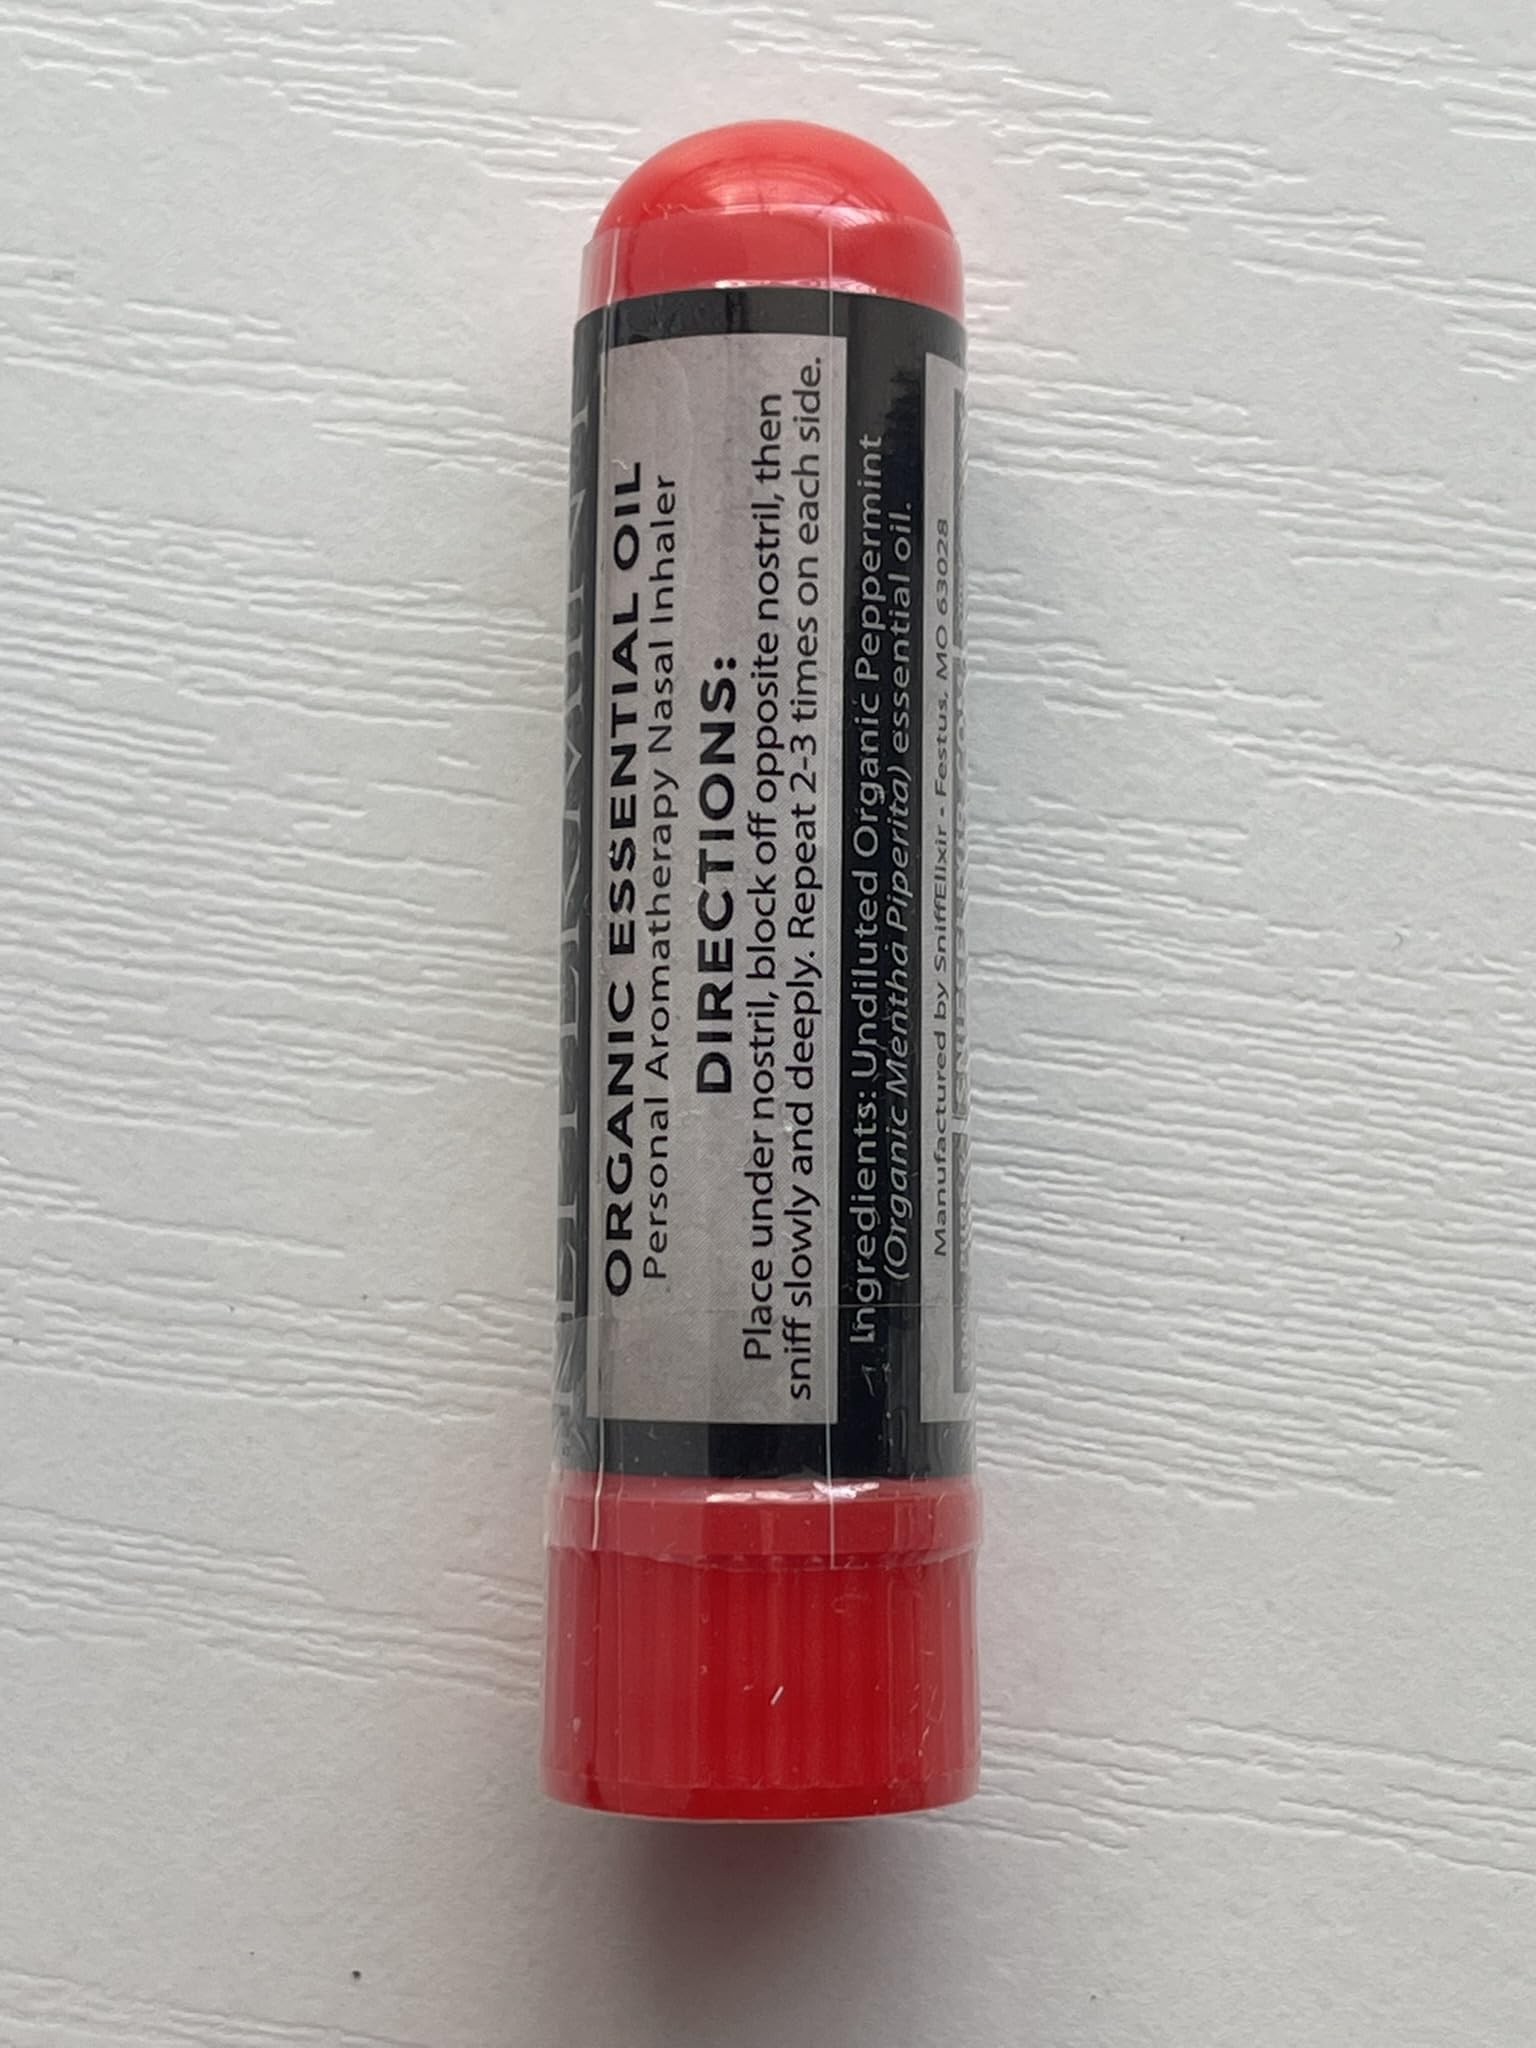 PEPPERMINT
ORGANIC ESSENTIAL OIL
Personal Aromatherapy Nasal Inhaler
DIRECTIONS:
Place under nostril, block off opposite nostril, then
sniff slowly and deeply. Repeat 2-3 times on each side.
Ingredients: Undiluted Organic Peppermint
(Organic Mentha Piperita) essential oil.
Manufactured by SniffElixir - Festus, MO 63028